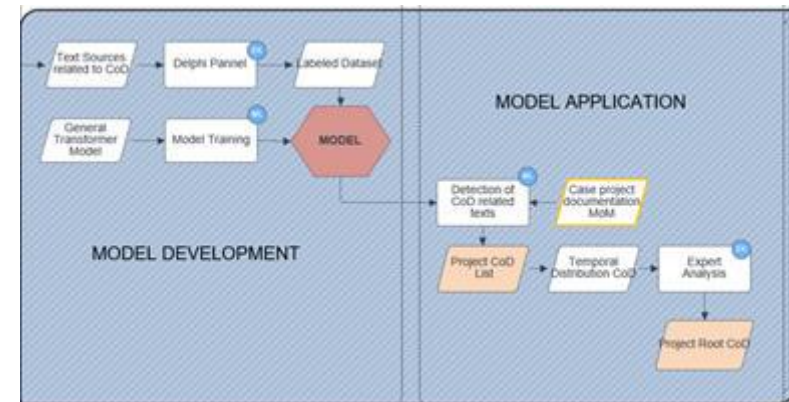 Text Sources
related to CoD
Delphi Pannel
Labeled Dataset
General
Transformer
Model
Model Training
ML
MODEL
MODEL DEVELOPMENT
MODEL APPLICATION
Detection of
CoD related
texts
Case project
documentation
MoM
Project CoD
List
Temporal
Distribution CoD
Expert
Analysis
Project Root CoD